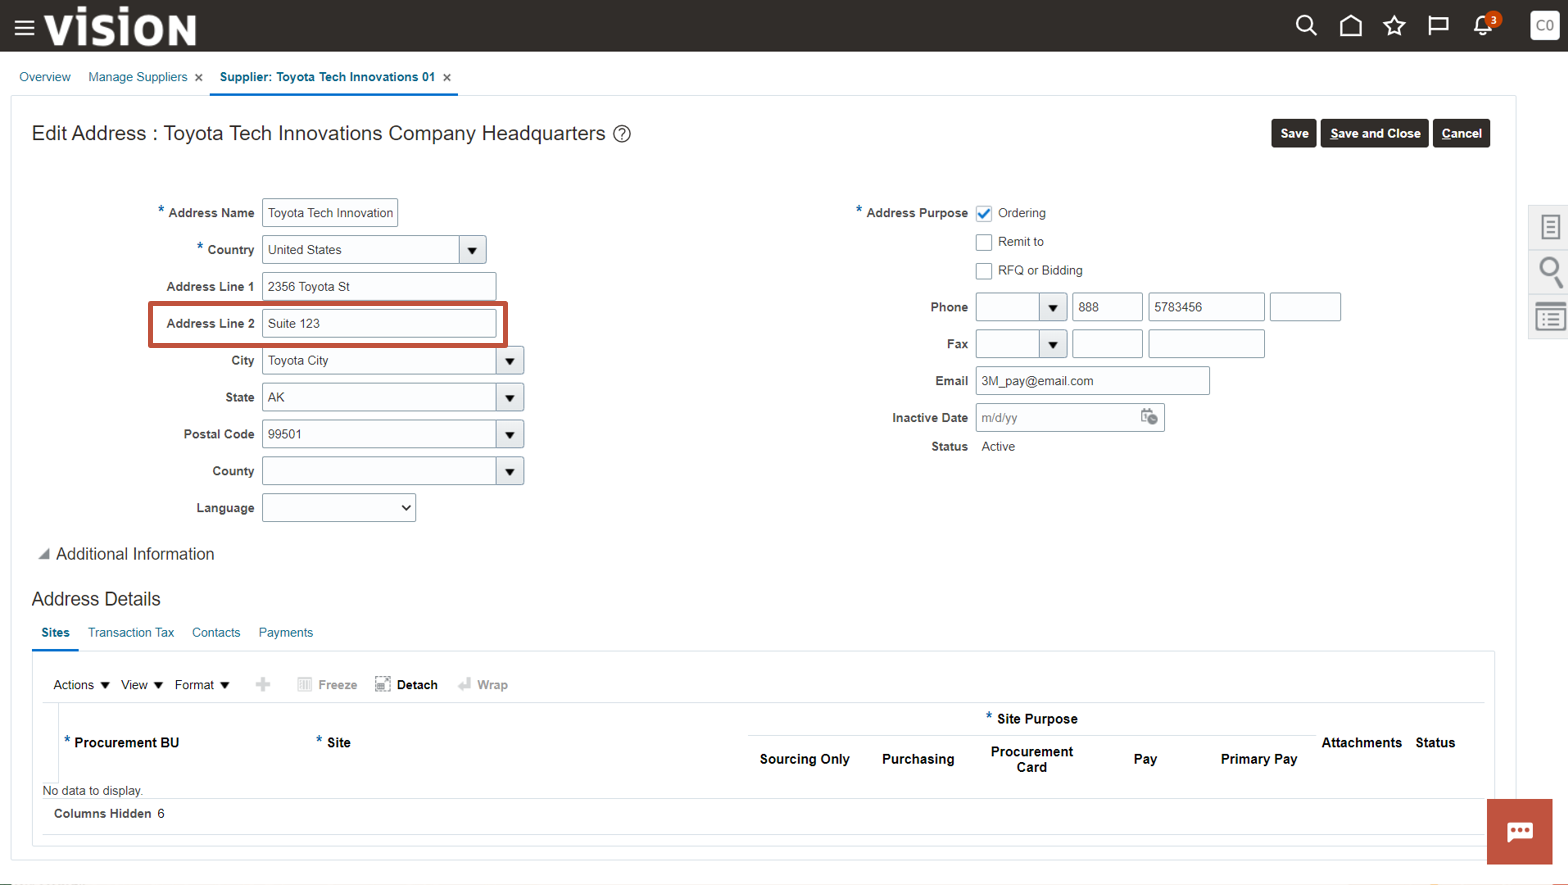 vision
3
C0
Overview
Manage Suppliers ×
Supplier: Toyota Tech Innovations 01 ×
Edit Address : Toyota Tech Innovations Company Headquarters ?
Save
Save and Close
Cancel
* Address Name Toyota Tech Innovation
* Country United States
Address Line 1 2356 Toyota St
Address Line 2 Suite 123
City Toyota City
State AK
Postal Code 99501
County
Language
* Address Purpose Ordering
Remit to
RFQ or Bidding
Phone 888 5783456
Fax
Email 3M_pay@email.com
Inactive Date m/d/yy
Status Active
Additional Information
Address Details
Sites Transaction Tax Contacts Payments
Actions View Format Freeze Detach Wrap
* Site Purpose
* Procurement BU * Site Attachments Status
Sourcing Only Purchasing Procurement Card Pay Primary Pay
No data to display.
Columns Hidden 6